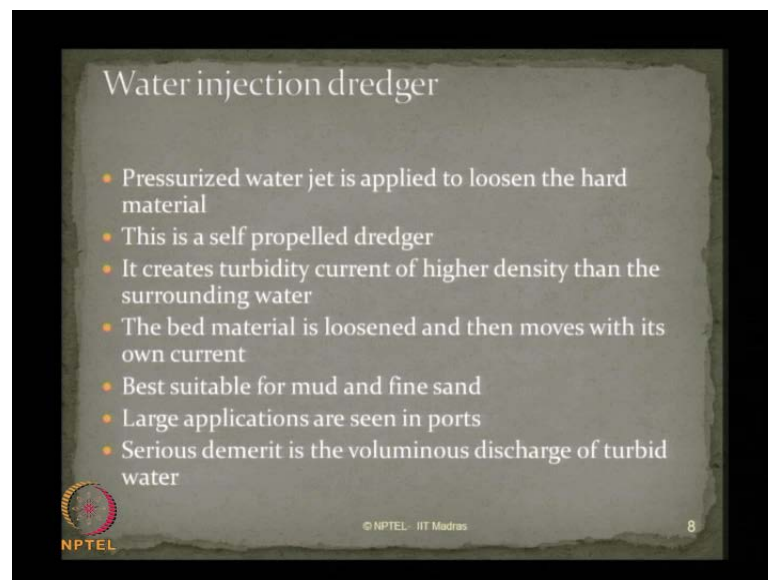 Water injection dredger
Pressurized water jet is applied to loosen the hard
material
This is a self propelled dredger
It creates turbidity current of higher density than the
surrounding water
The bed material is loosened and then moves with its
own current
Best suitable for mud and fine sand
Large applications are seen in ports
Serious demerit is the voluminous discharge of turbid
water
© NPTEL- IIT Madras
8
NPTEL